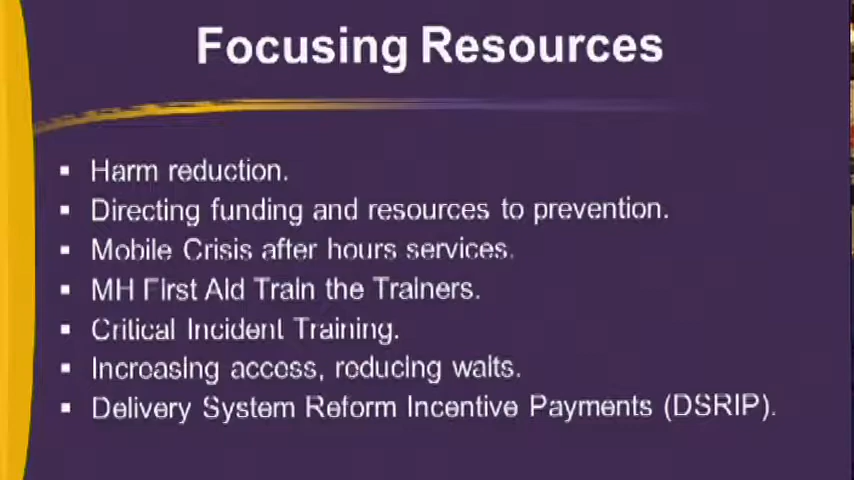 Focusing Resources
▪ Harm reduction.
▪ Directing funding and resources to prevention.
▪ Mobile Crisis after hours services.
▪ MH First Aid Train the Trainers.
▪ Critical Incident Training.
▪ Increasing access, reducing waits.
▪ Delivery System Reform Incentive Payments (DSRIP).